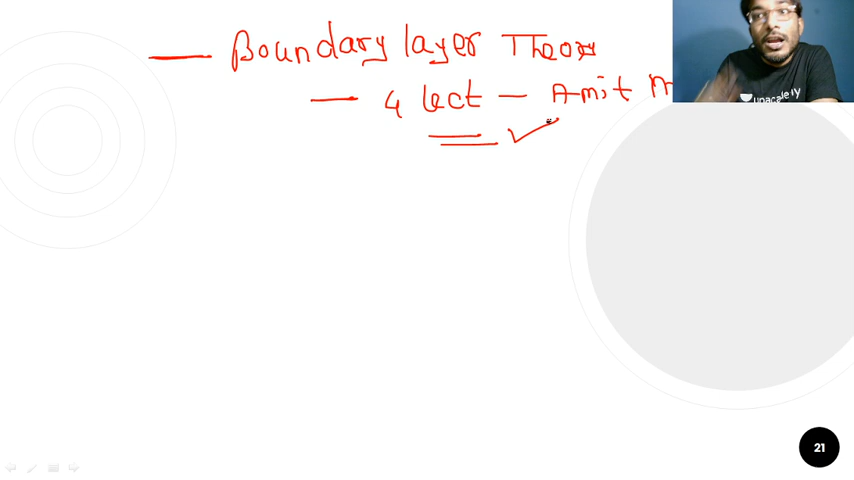 — Boundary layer Theory
— 4 lect — Amit
unacademy
21